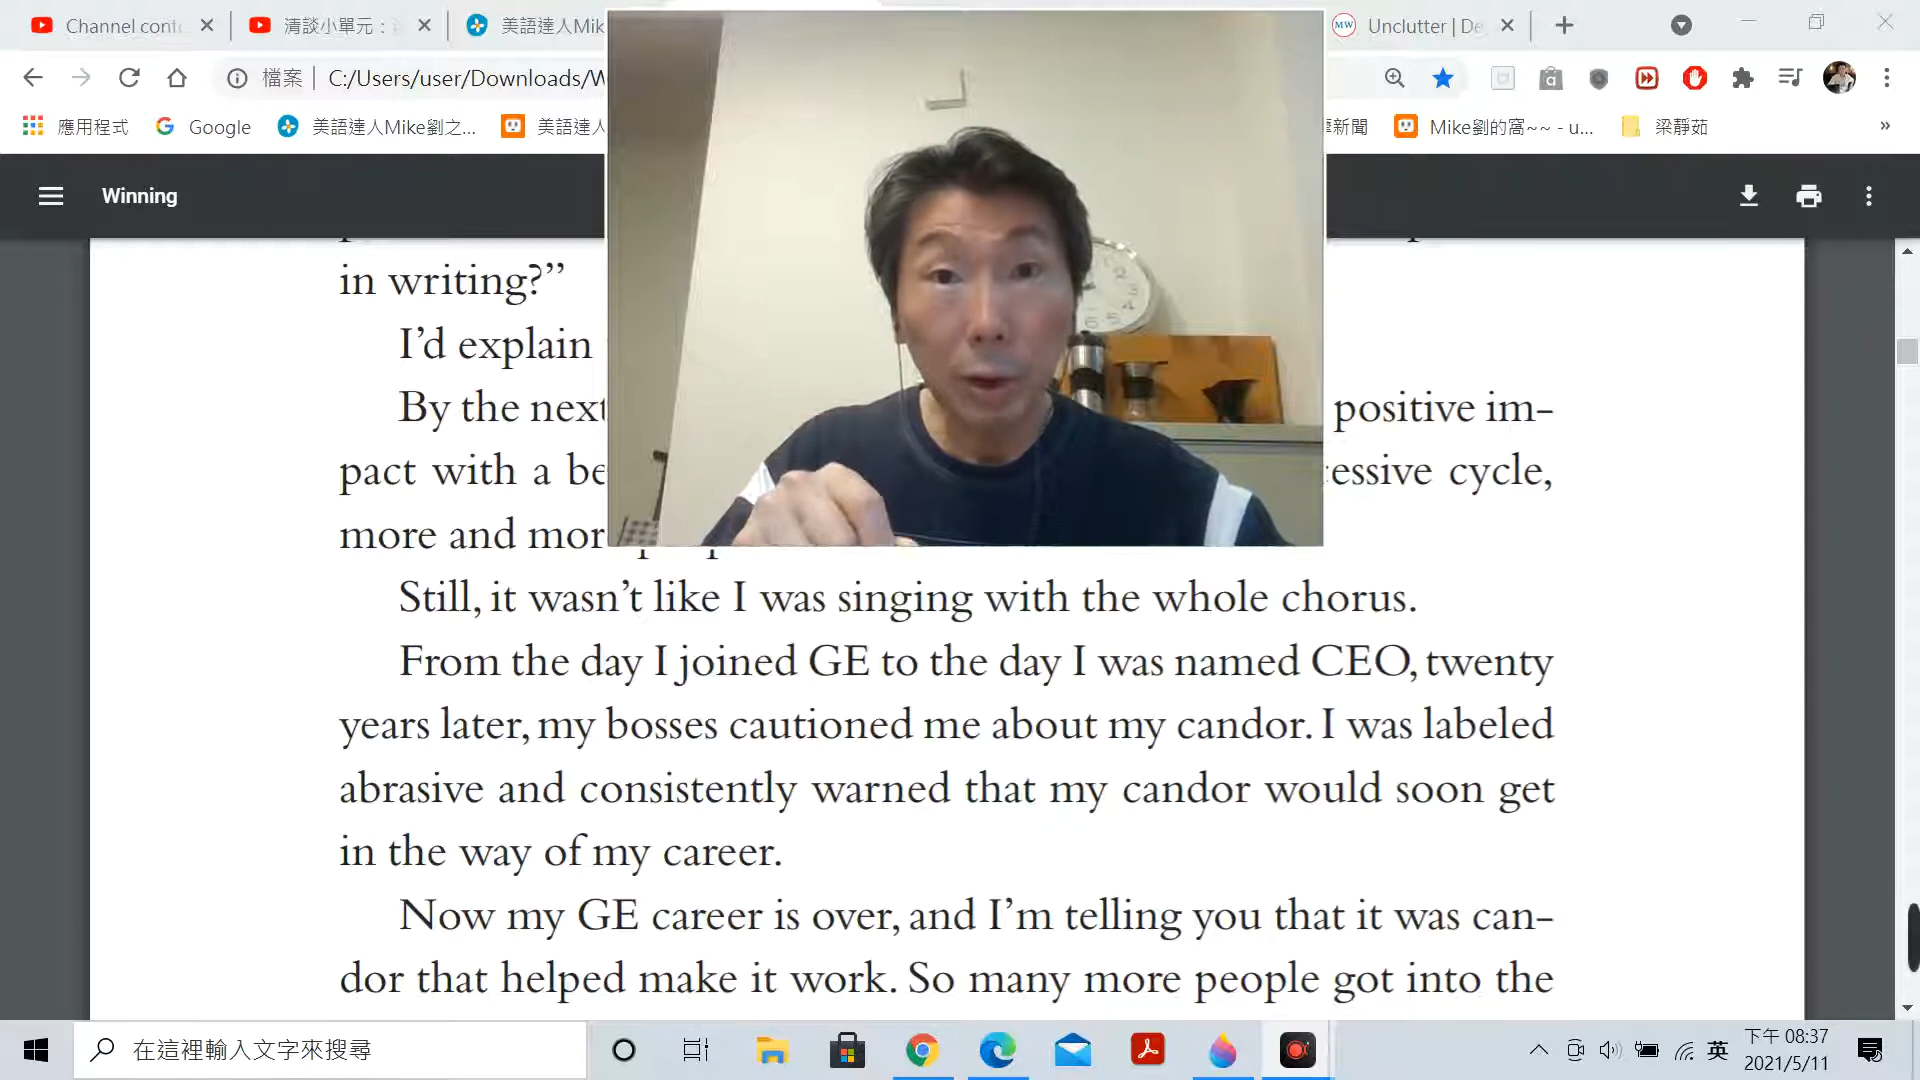 Channel conte
清談小單元：
美語達人Mik
Unclutter | De
檔案
C:/Users/user/Downloads/W
應用程式
Google
美語達人Mike劉之...
美語達人
新聞
Mike劉的窩~~ - u...
梁靜茹
Winning
in writing?”
I’d explain
By the next
positive im-
pact with a be
essive cycle,
more and mor
Still, it wasn’t like I was singing with the whole chorus.
From the day I joined GE to the day I was named CEO, twenty
years later, my bosses cautioned me about my candor. I was labeled
abrasive and consistently warned that my candor would soon get
in the way of my career.
Now my GE career is over, and I’m telling you that it was can-
dor that helped make it work. So many more people got into the
在這裡輸入文字來搜尋
英
下午 08:37
2021/5/11